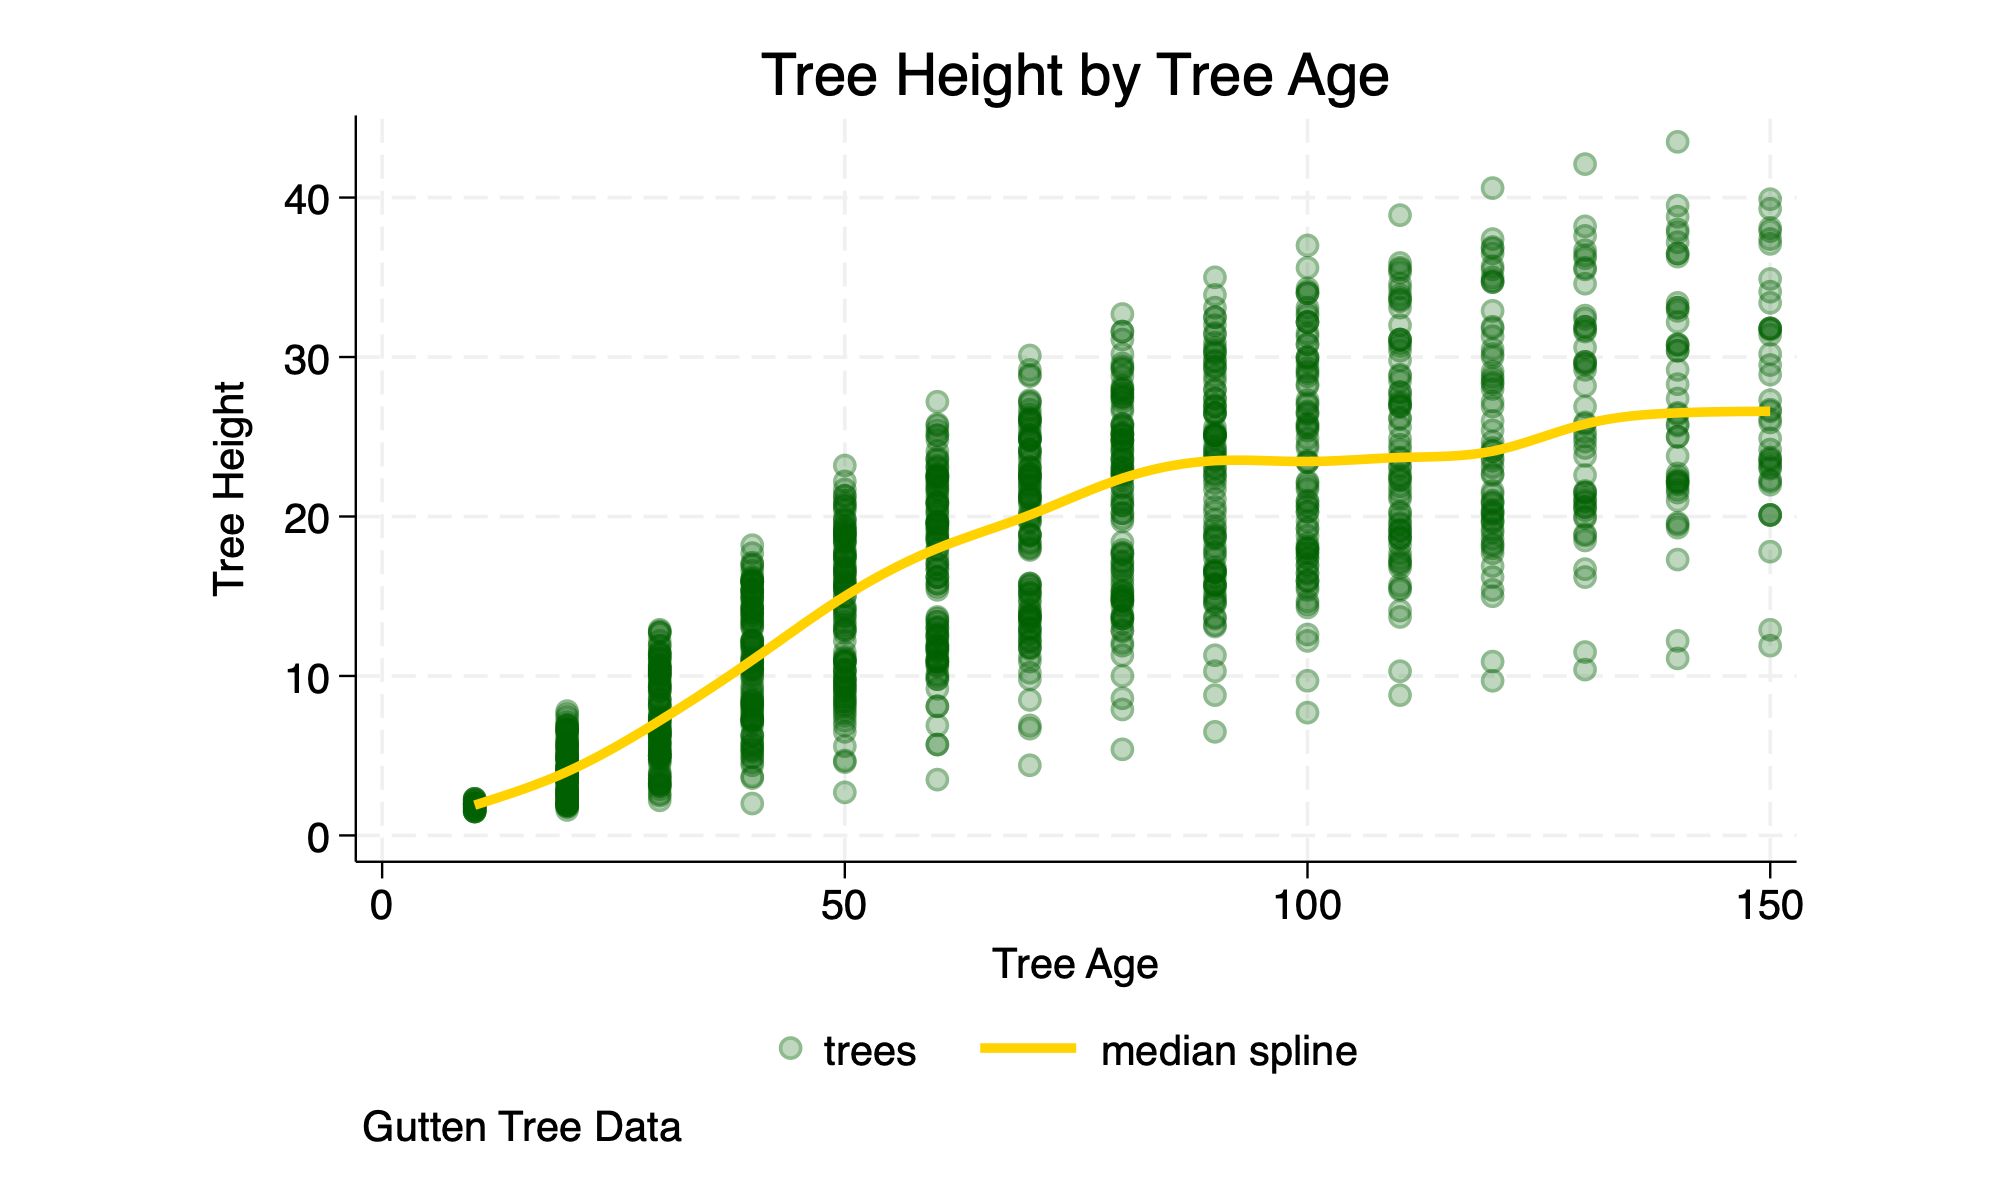 Tree Height by Tree Age
Tree Height
40
30
20
10
0
0 50 100 150
Tree Age
trees median spline
Gutten Tree Data